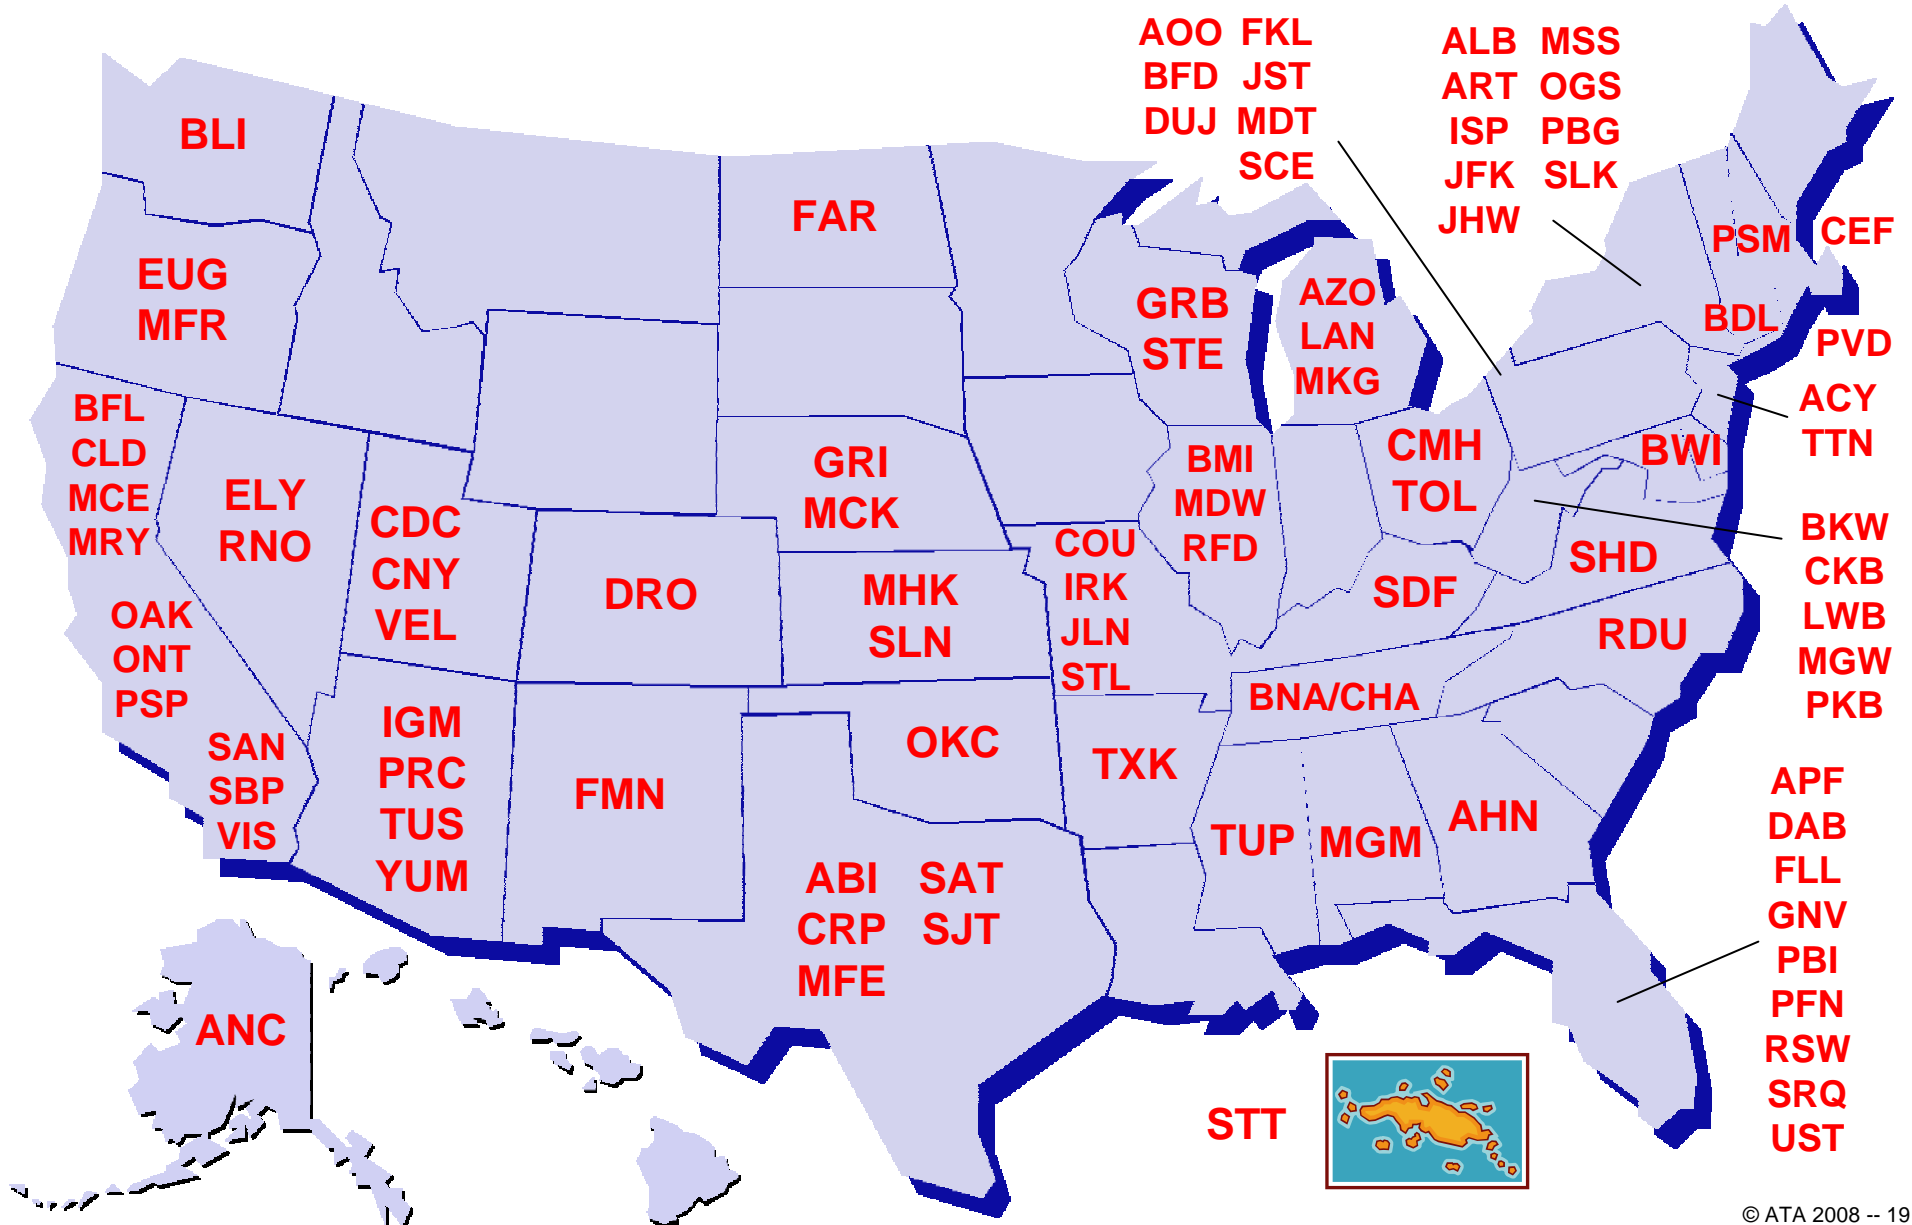 AOO FKL
BFD JST
DUJ MDT
SCE
ALB MSS
ART OGS
ISP PBG
JFK SLK
JHW
BLI
FAR
PSM
CEF
EUG
MFR
GRB
STE
AZO
LAN
MKG
BDL
PVD
ACY
TTN
BFL
CLD
MCE
MRY
ELY
RNO
CDC
CNY
VEL
GRI
MCK
BMI
MDW
RFD
CMH
TOL
BWI
BKW
CKB
LWB
MGW
PKB
OAK
ONT
PSP
DRO
MHK
SLN
COU
IRK
JLN
STL
SDF
SHD
RDU
BNA/CHA
SAN
SBP
VIS
IGM
PRC
TUS
YUM
FMN
OKC
TXK
TUP
MGM
AHN
ABI SAT
CRP SJT
MFE
APF
DAB
FLL
GNV
PBI
PFN
RSW
SRQ
UST
ANC
STT
© ATA 2008 -- 19